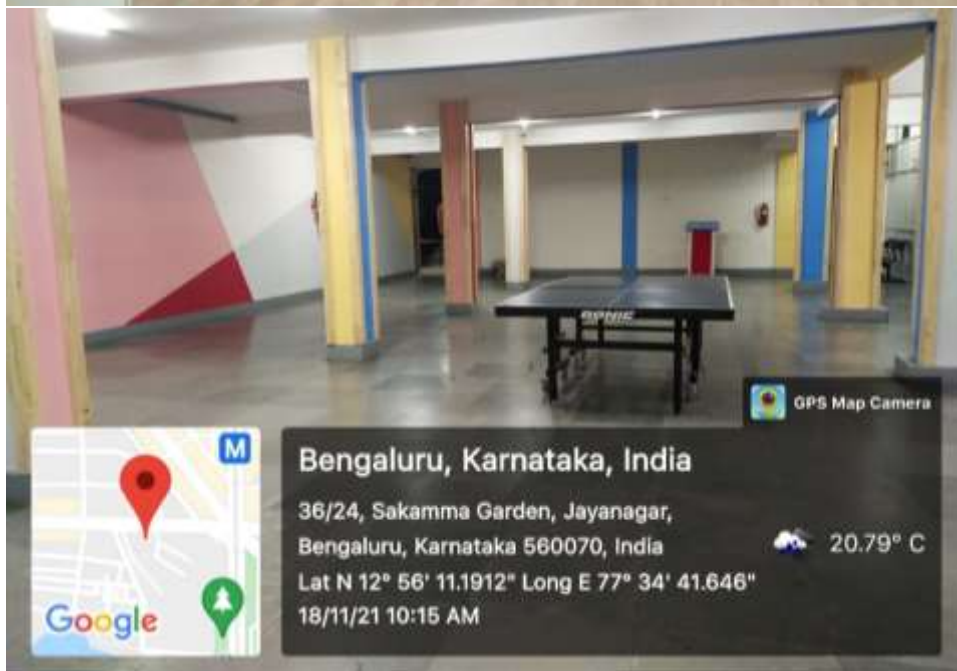 DONIC
GPS Map Camera
M
Bengaluru, Karnataka, India
36/24, Sakamma Garden, Jayanagar,
Bengaluru, Karnataka 560070, India
20.79° C
Lat N 12° 56' 11.1912" Long E 77° 34' 41.646"
18/11/21 10:15 AM
Google